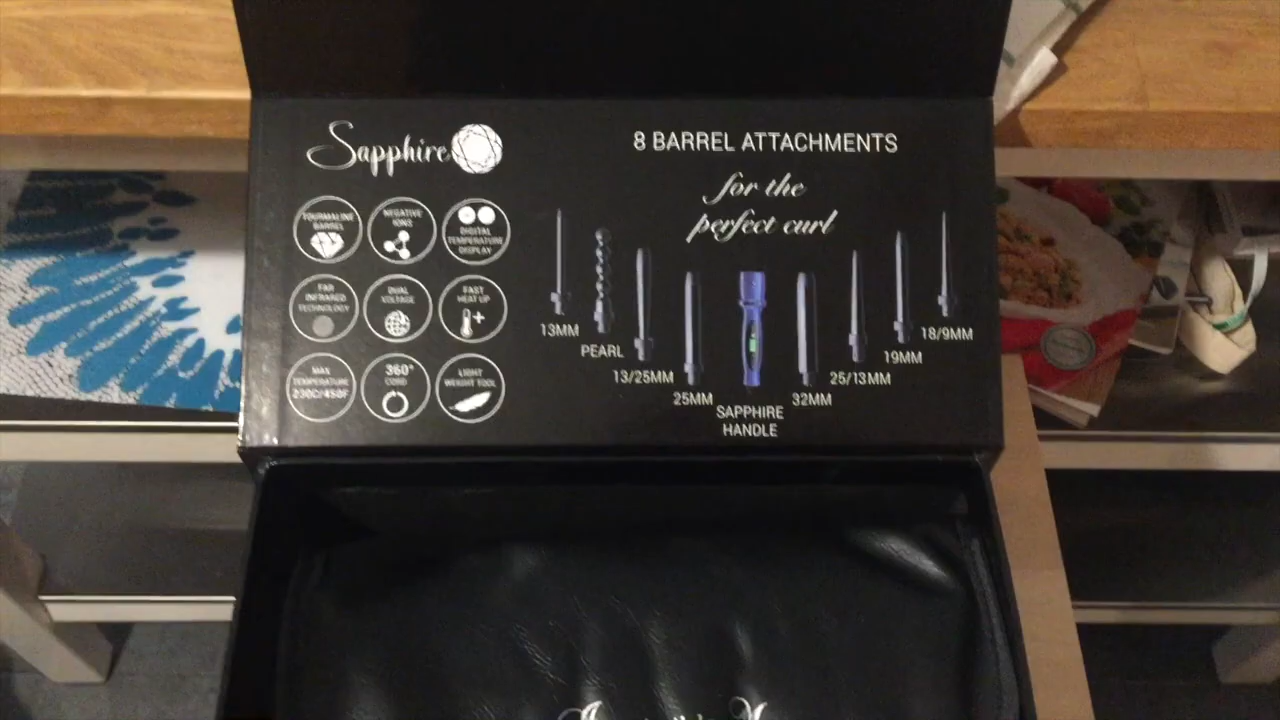 Sapphire
TOURMALINE
BARREL
NEGATIVE
IONS
DIGITAL
TEMPERATURE
DISPLAY
FAR
INFRARED
TECHNOLOGY
DUAL
VOLTAGE
FAST
HEAT UP
MAX
TEMPERATURE
230C/450F
360°
CORD
LIGHT
WEIGHT TOOL
8 BARREL ATTACHMENTS
for the
perfect curl
13MM
PEARL
13/25MM
25MM
SAPPHIRE
HANDLE
32MM
25/13MM
19MM
18/9MM